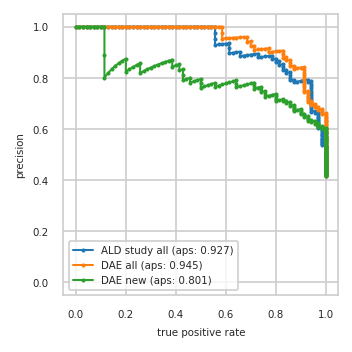 precision
1.0
0.8
0.6
0.4
0.2
0.0
ALD study all (aps: 0.927)
DAE all (aps: 0.945)
DAE new (aps: 0.801)
0.0 0.2 0.4 0.6 0.8 1.0
true positive rate